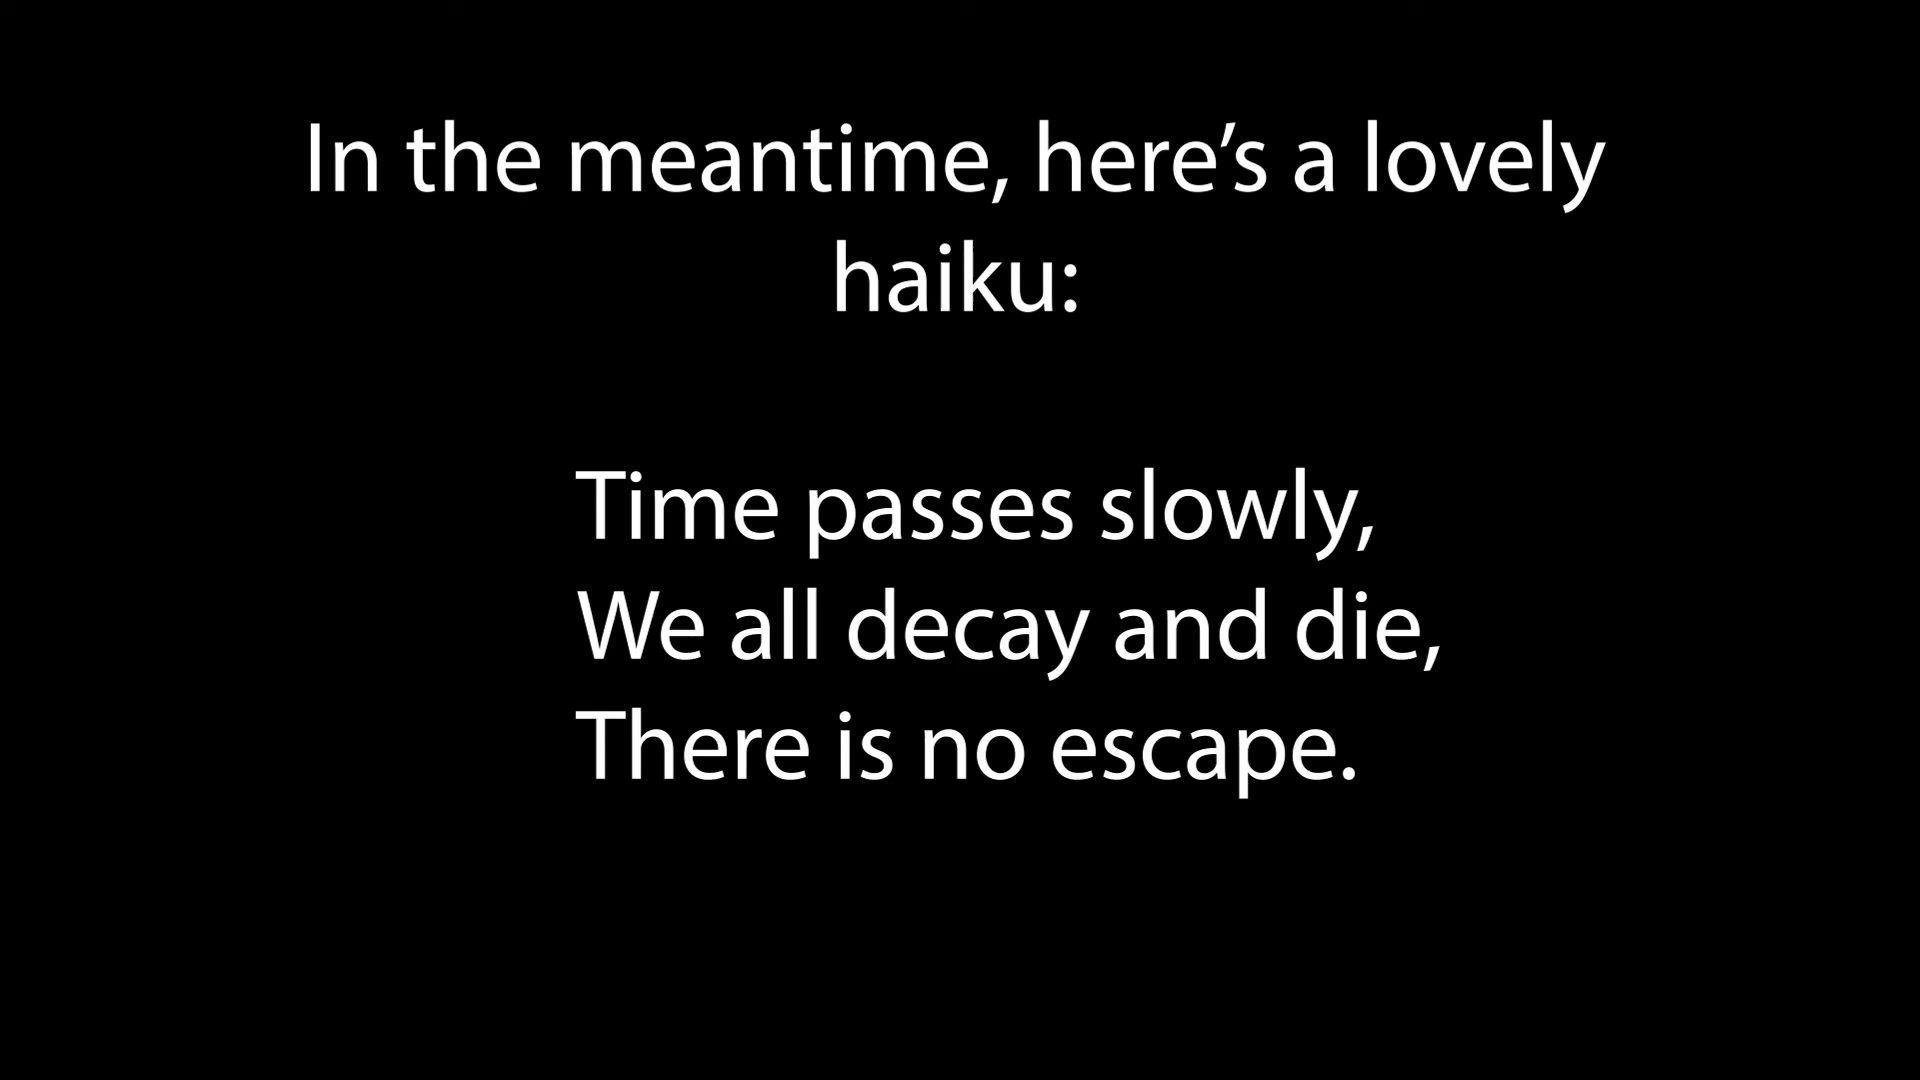 In the meantime, here’s a lovely
haiku:
Time passes slowly,
We all decay and die,
There is no escape.